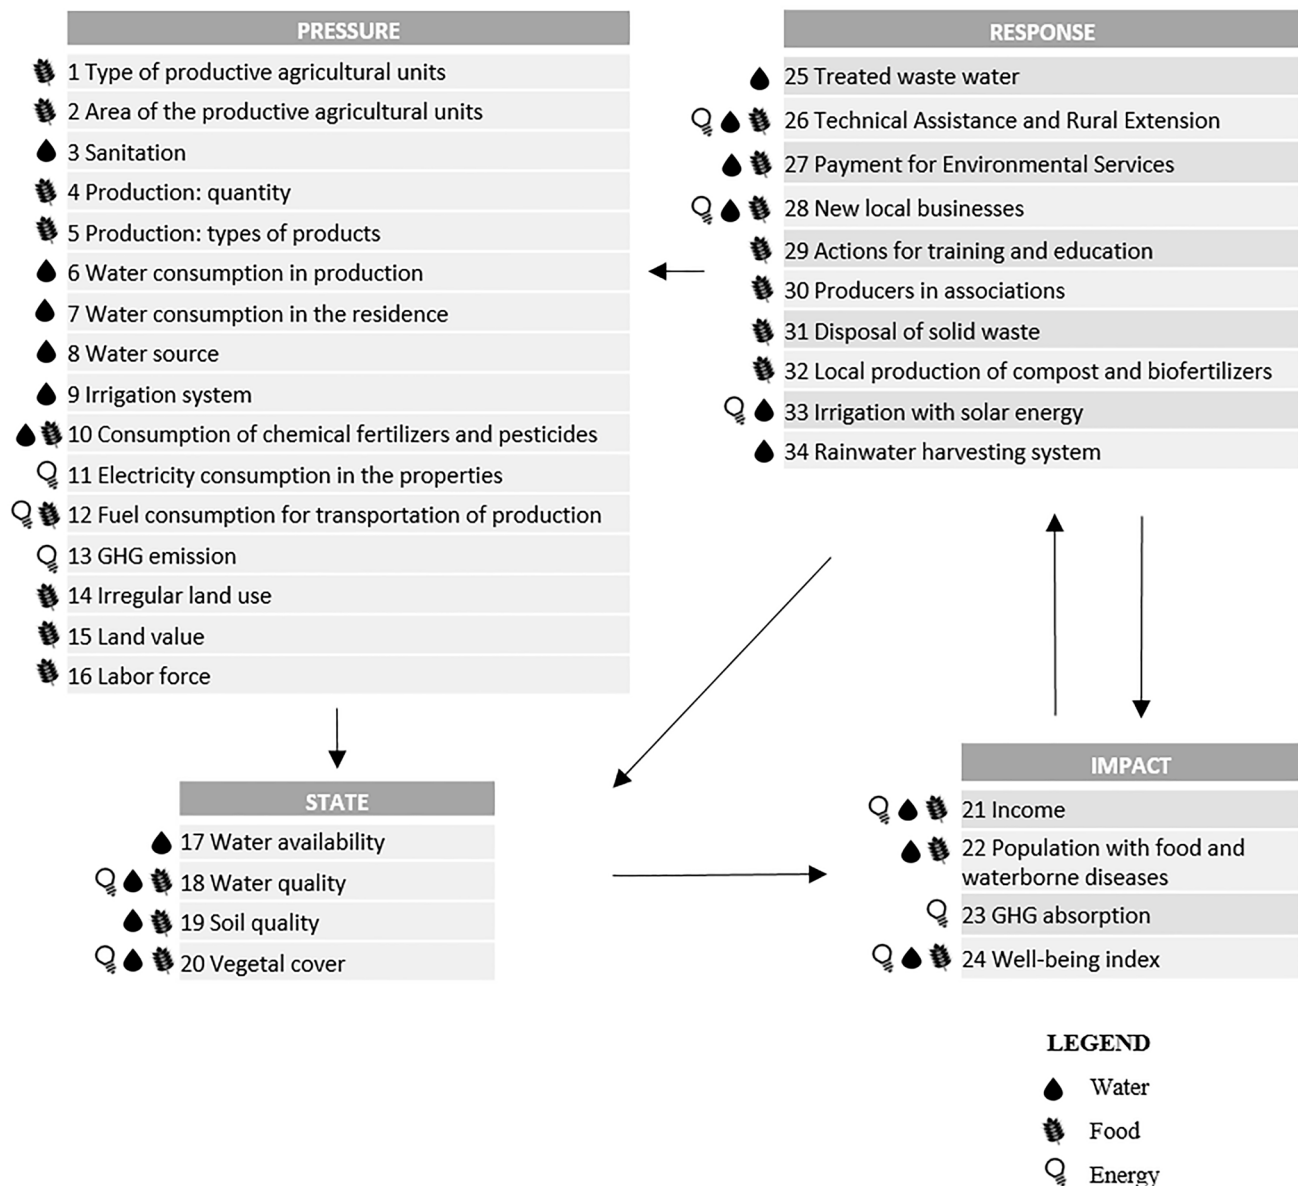 PRESSURE
1 Type of productive agricultural units
2 Area of the productive agricultural units
3 Sanitation
4 Production: quantity
5 Production: types of products
6 Water consumption in production
7 Water consumption in the residence
8 Water source
9 Irrigation system
10 Consumption of chemical fertilizers and pesticides
11 Electricity consumption in the properties
12 Fuel consumption for transportation of production
13 GHG emission
14 Irregular land use
15 Land value
16 Labor force
RESPONSE
25 Treated waste water
26 Technical Assistance and Rural Extension
27 Payment for Environmental Services
28 New local businesses
29 Actions for training and education
30 Producers in associations
31 Disposal of solid waste
32 Local production of compost and biofertilizers
33 Irrigation with solar energy
34 Rainwater harvesting system
STATE
17 Water availability
18 Water quality
19 Soil quality
20 Vegetal cover
IMPACT
21 Income
22 Population with food and
waterborne diseases
23 GHG absorption
24 Well-being index
LEGEND
Water
Food
Energy